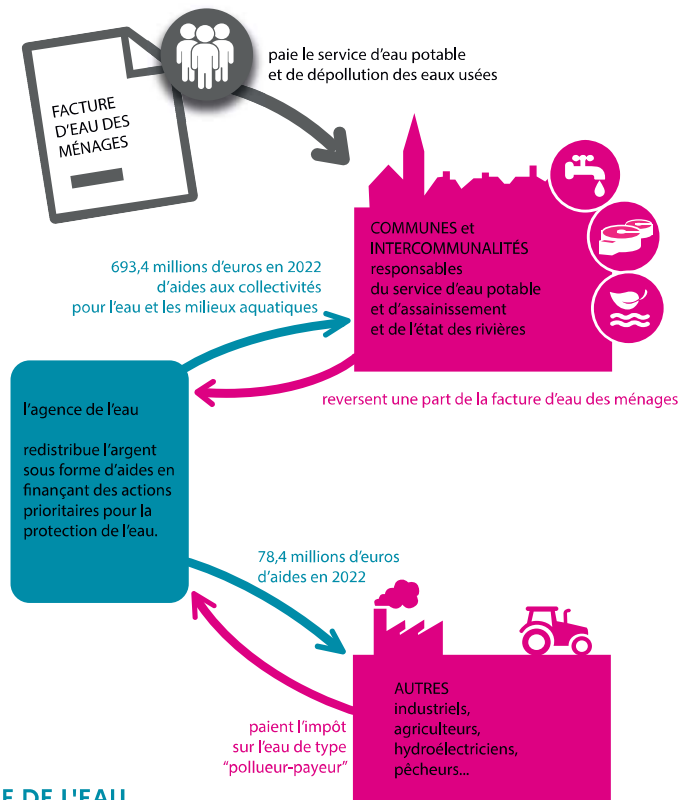 paie le service d'eau potable
et de dépollution des eaux usées
FACTURE
D'EAU DES
MÉNAGES
COMMUNES et
INTERCOMMUNALITÉS
responsables
du service d'eau potable
et d'assainissement
et de l'état des rivières
693,4 millions d'euros en 2022
d'aides aux collectivités
pour l'eau et les milieux aquatiques
reversent une part de la facture d'eau des ménages
l'agence de l'eau
redistribue l'argent
sous forme d'aides en
finançant des actions
prioritaires pour la
protection de l'eau.
78,4 millions d'euros
d'aides en 2022
AUTRES
industriels,
agriculteurs,
hydroélectriciens,
pêcheurs...
paient l'impôt
sur l'eau de type
"pollueur-payeur"
E DE L'EAU